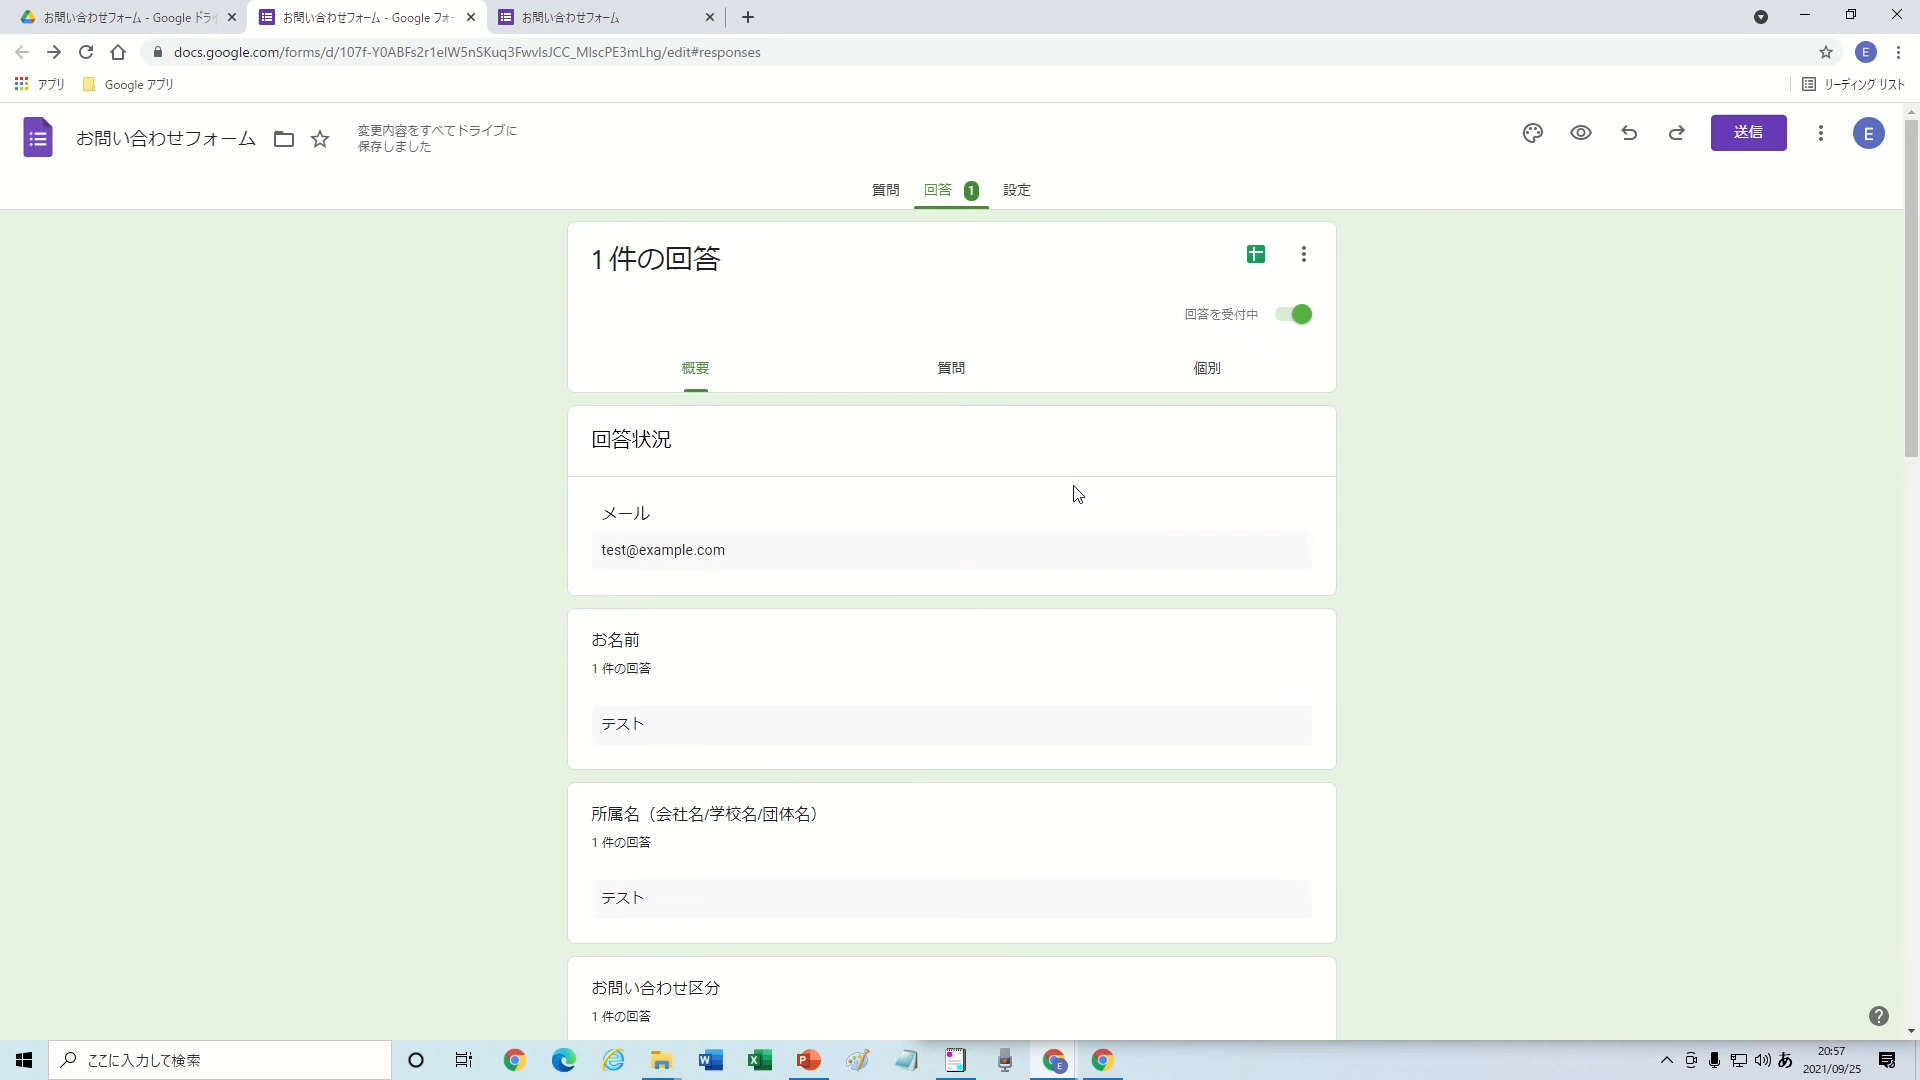 お問い合わせフォーム - Google ドライ
お問い合わせフォーム - Google フォー
お問い合わせフォーム
docs.google.com/forms/d/107f-Y0ABFs2r1elW5nSKuq3FwvlsJCC_MlscPE3mLhg/edit#responses
E
アプリ
Google アプリ
リーディング リスト
お問い合わせフォーム
変更内容をすべてドライブに
保存しました
送信
E
質問
回答 1
設定
1 件の回答
回答を受付中
概要
質問
個別
回答状況
メール
test@example.com
お名前
1 件の回答
テスト
所属名（会社名/学校名/団体名）
1 件の回答
テスト
お問い合わせ区分
1 件の回答
ここに入力して検索
あ
20:57
2021/09/25